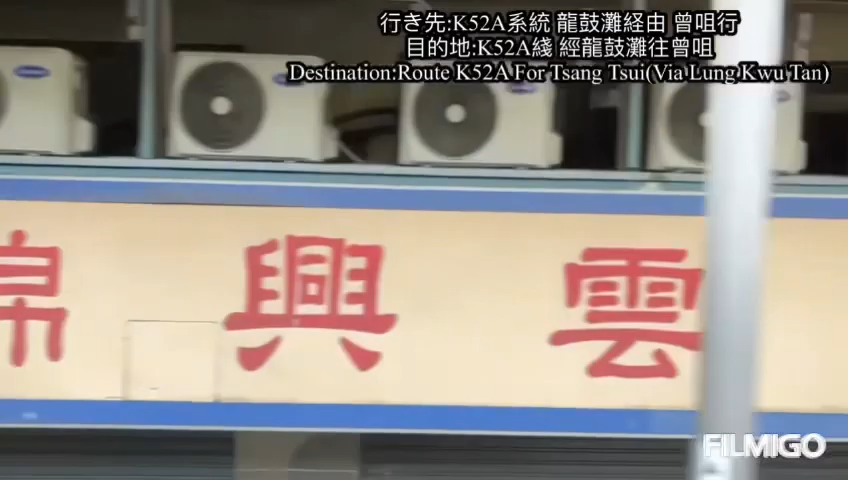 行き先:K52A系統 龍鼓灘経由 曾咀行
目的地:K52A綫 經龍鼓灘往曾咀
Destination:Route K52A For Tsang Tsui(Via Lung Kwu Tan)
興 雲
FILMIGO